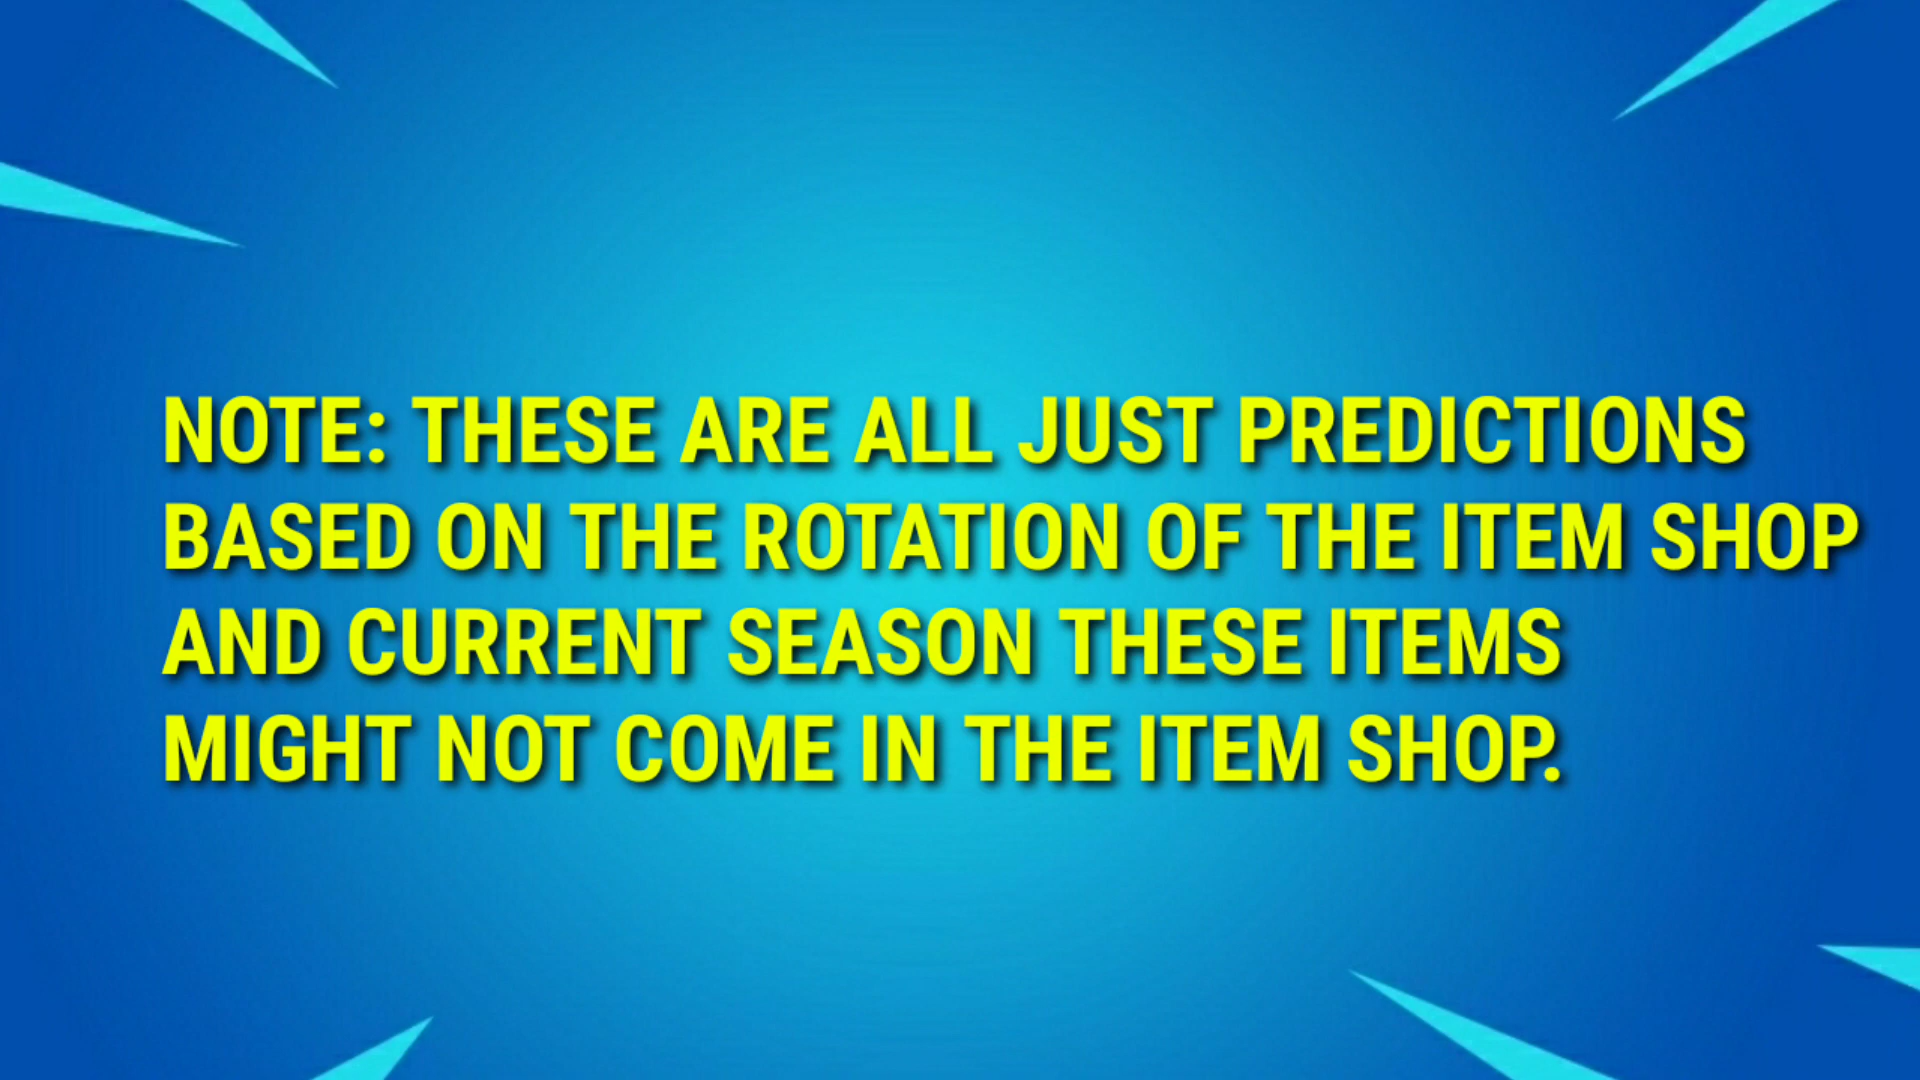 NOTE: THESE ARE ALL JUST PREDICTIONS
BASED ON THE ROTATION OF THE ITEM SHOP
AND CURRENT SEASON THESE ITEMS
MIGHT NOT COME IN THE ITEM SHOP.